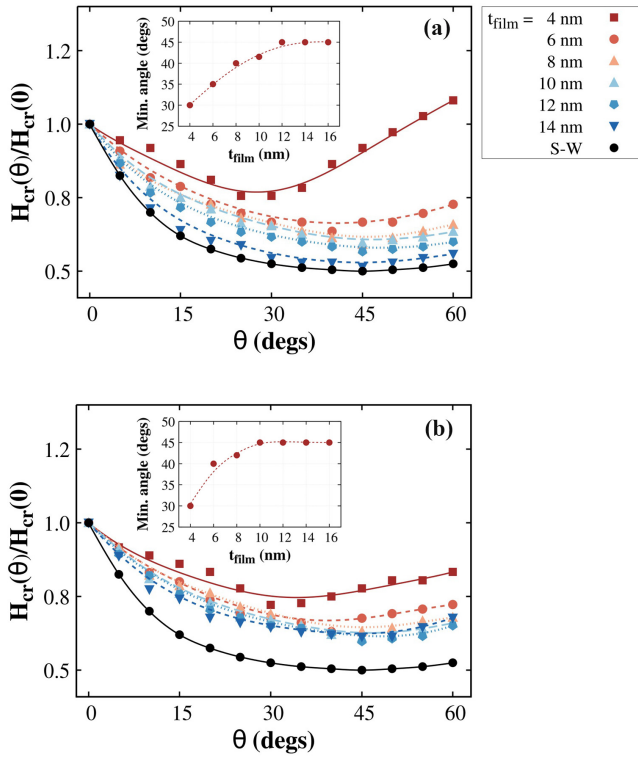 (a)
1.2
1.0
0.8
0.5
H_cr(θ)/H_cr(0)
0 15 30 45 60
θ (degs)
50
45
40
35
30
25
Min. angle (degs)
4 6 8 10 12 14 16
t_film (nm)
t_film = 4 nm
6 nm
8 nm
10 nm
12 nm
14 nm
S-W
(b)
1.2
1.0
0.8
0.5
H_cr(θ)/H_cr(0)
0 15 30 45 60
θ (degs)
50
45
40
35
30
25
Min. angle (degs)
4 6 8 10 12 14 16
t_film (nm)